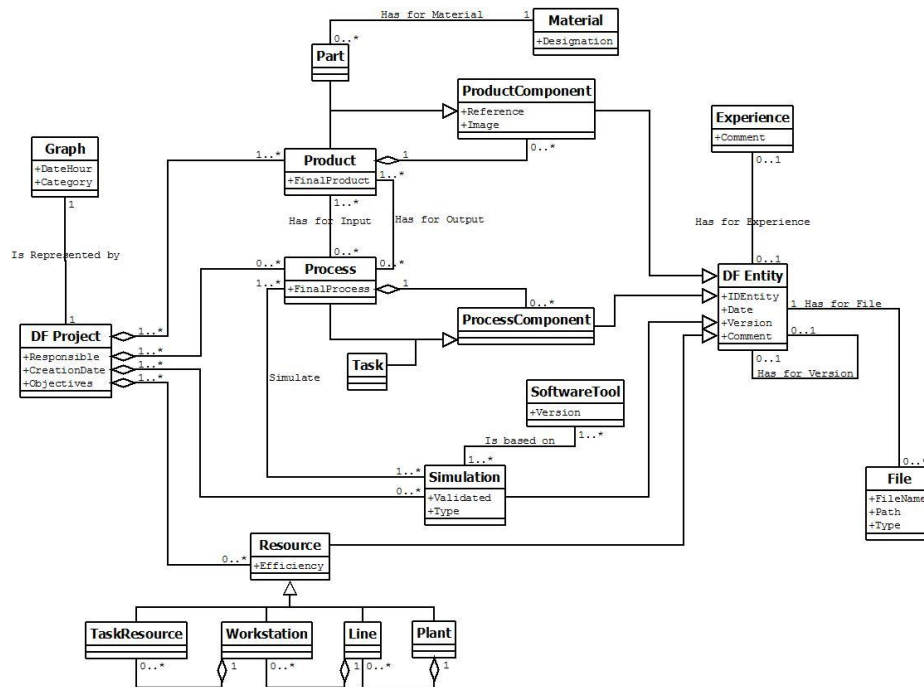 Has for Material
1
Material
+Designation
0..*
Part
ProductComponent
+Reference
+Image
Experience
+Comment
Graph
+DateHour
+Category
1..*
Product
+FinalProduct
1
0..*
1..*
0..1
1
1..*
Has for Input
Has for Output
Has for Experience
Is Represented by
0..*
0..*
0..*
0..1
Process
+FinalProcess
1..*
1
DF Entity
+IDEntity
+Date
+Version
+Comment
1
Has for File
0..1
0..1
Has for Version
0..*
ProcessComponent
1
DF Project
+Responsible
+CreationDate
+Objectives
1..*
1..*
1..*
1..*
Task
Simulate
SoftwareTool
+Version
Is based on
1..*
1..*
1..*
Simulation
+Validated
+Type
0..*
0..*
File
+FileName
+Path
+Type
Resource
+Efficiency
0..*
TaskResource
Workstation
Line
Plant
0..*
1
0..*
1
0..*
1